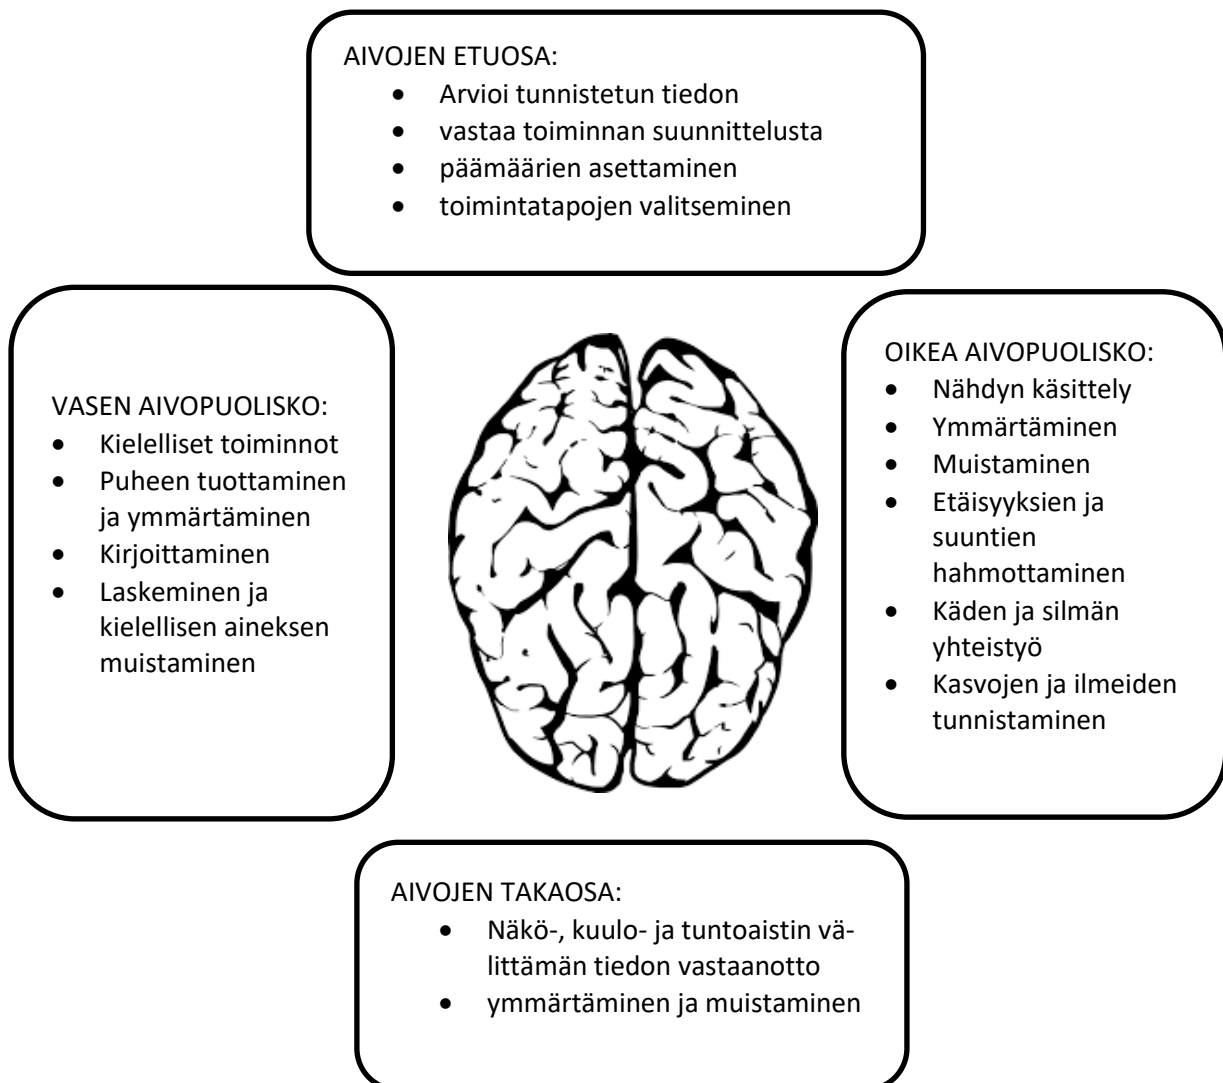 AIVOJEN ETUOSA:
• Arvioi tunnistetun tiedon
• vastaa toiminnan suunnittelusta
• päämäärien asettaminen
• toimintatapojen valitseminen
VASEN AIVOPUOLISKO:
• Kielelliset toiminnot
• Puheen tuottaminen
ja ymmärtäminen
• Kirjoittaminen
• Laskeminen ja
kielellisen aineksen
muistaminen
OIKEA AIVOPUOLISKO:
• Nähdyn käsittely
• Ymmärtäminen
• Muistaminen
• Etäisyyksien ja
suuntien
hahmottaminen
• Käden ja silmän
yhteistyö
• Kasvojen ja ilmeiden
tunnistaminen
AIVOJEN TAKAOSA:
• Näkö-, kuulo- ja tuntoaistin vä-
littämän tiedon vastaanotto
• ymmärtäminen ja muistaminen